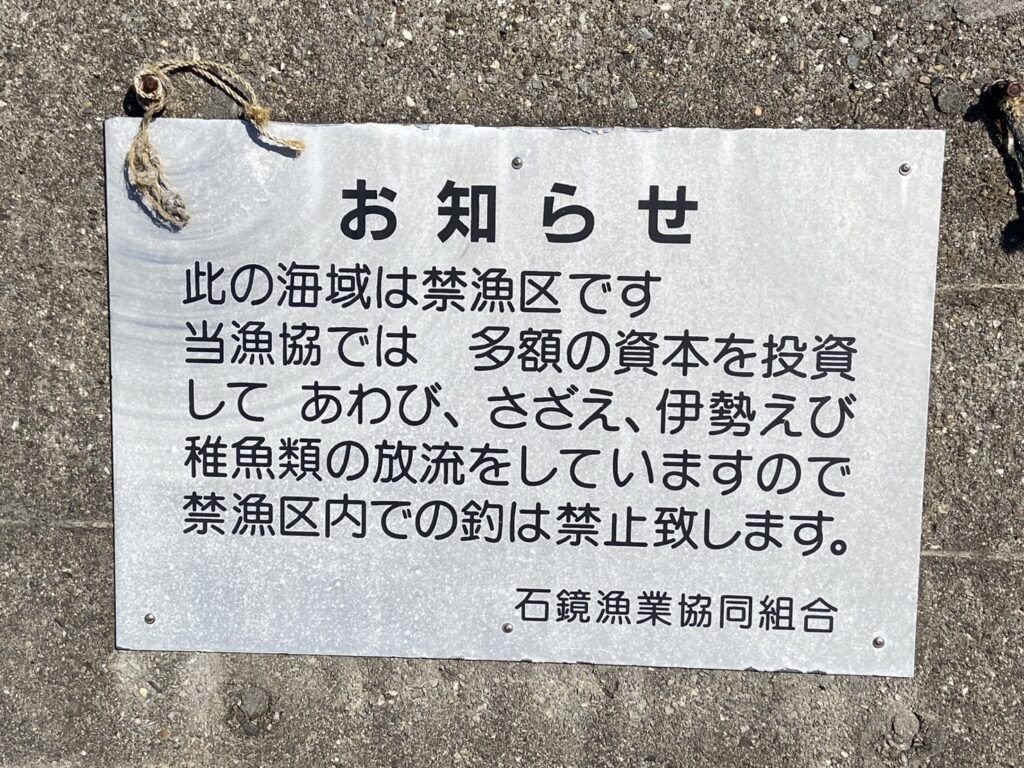 お知らせ
此の海域は禁漁区です
当漁協では　多額の資本を投資
して　あわび、さざえ、伊勢えび
稚魚類の放流をしていますので
禁漁区内での釣は禁止致します。
石鏡漁業協同組合